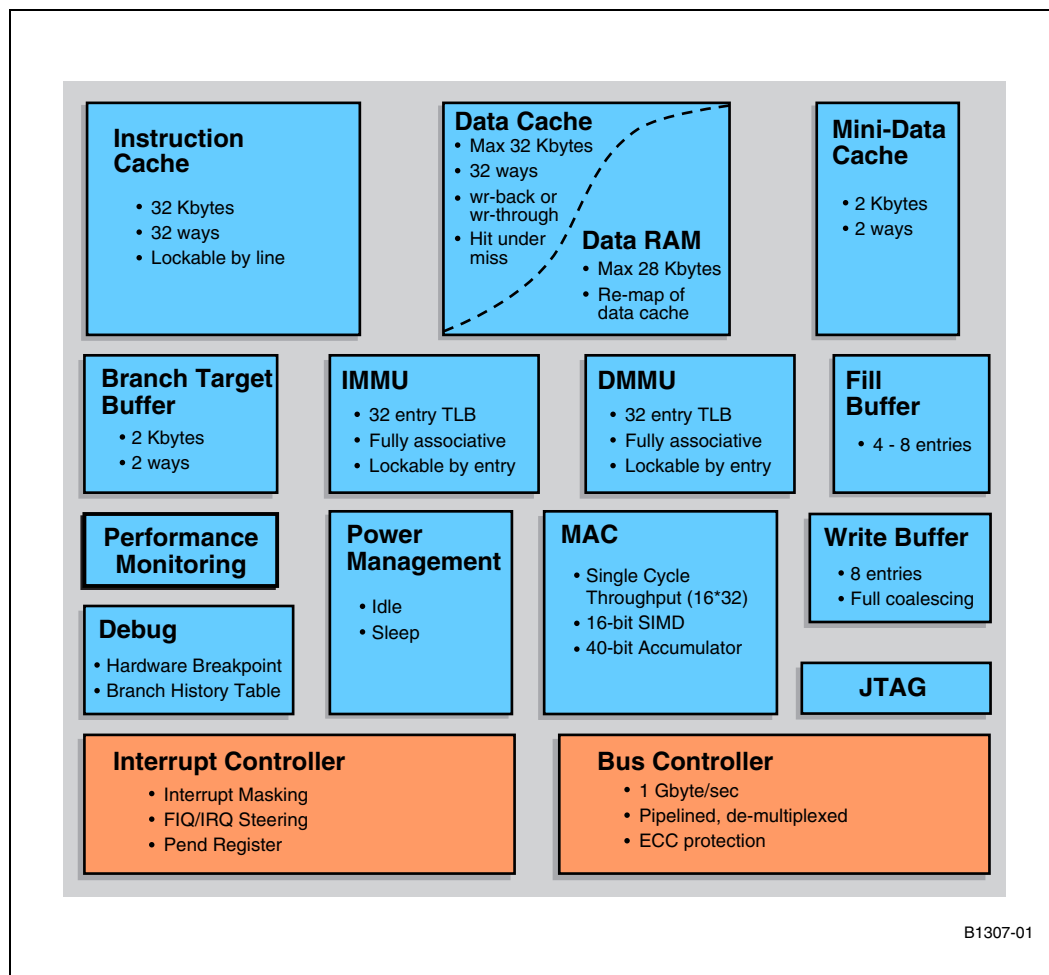 Instruction
Cache
• 32 Kbytes
• 32 ways
• Lockable by line
Data Cache
• Max 32 Kbytes
• 32 ways
• wr-back or
wr-through
• Hit under
miss
Data RAM
• Max 28 Kbytes
• Re-map of
data cache
Mini-Data
Cache
• 2 Kbytes
• 2 ways
Branch Target
Buffer
• 2 Kbytes
• 2 ways
IMMU
• 32 entry TLB
• Fully associative
• Lockable by entry
DMMU
• 32 entry TLB
• Fully associative
• Lockable by entry
Fill
Buffer
• 4 - 8 entries
Performance
Monitoring
Power
Management
• Idle
• Sleep
MAC
• Single Cycle
Throughput (16*32)
• 16-bit SIMD
• 40-bit Accumulator
Write Buffer
• 8 entries
• Full coalescing
Debug
• Hardware Breakpoint
• Branch History Table
JTAG
Interrupt Controller
• Interrupt Masking
• FIQ/IRQ Steering
• Pend Register
Bus Controller
• 1 Gbyte/sec
• Pipelined, de-multiplexed
• ECC protection
B1307-01